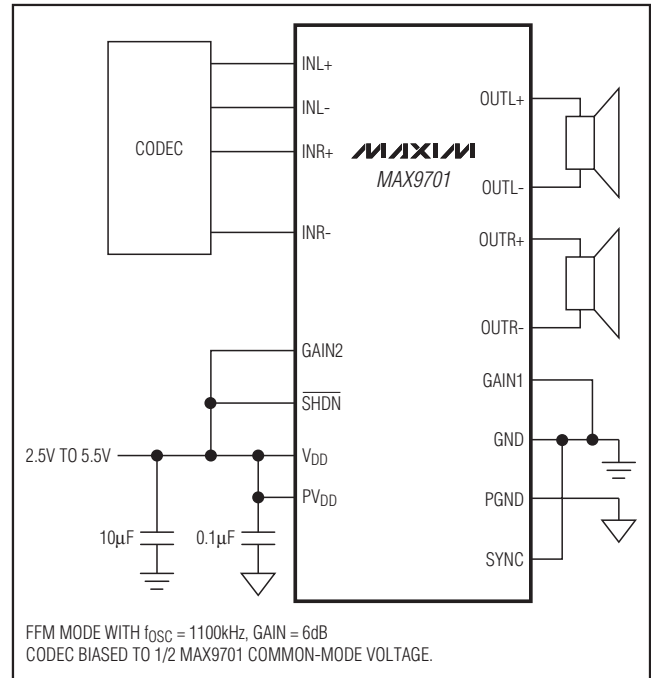 INL+
INL-
CODEC
INR+
MAXIM
MAX9701
INR-
OUTL+
OUTL-
OUTR+
OUTR-
GAIN2
SHDN
GAIN1
2.5V TO 5.5V
VDD
GND
PVDD
PGND
10μF
0.1μF
SYNC
FFM MODE WITH fOSC = 1100kHz, GAIN = 6dB
CODEC BIASED TO 1/2 MAX9701 COMMON-MODE VOLTAGE.